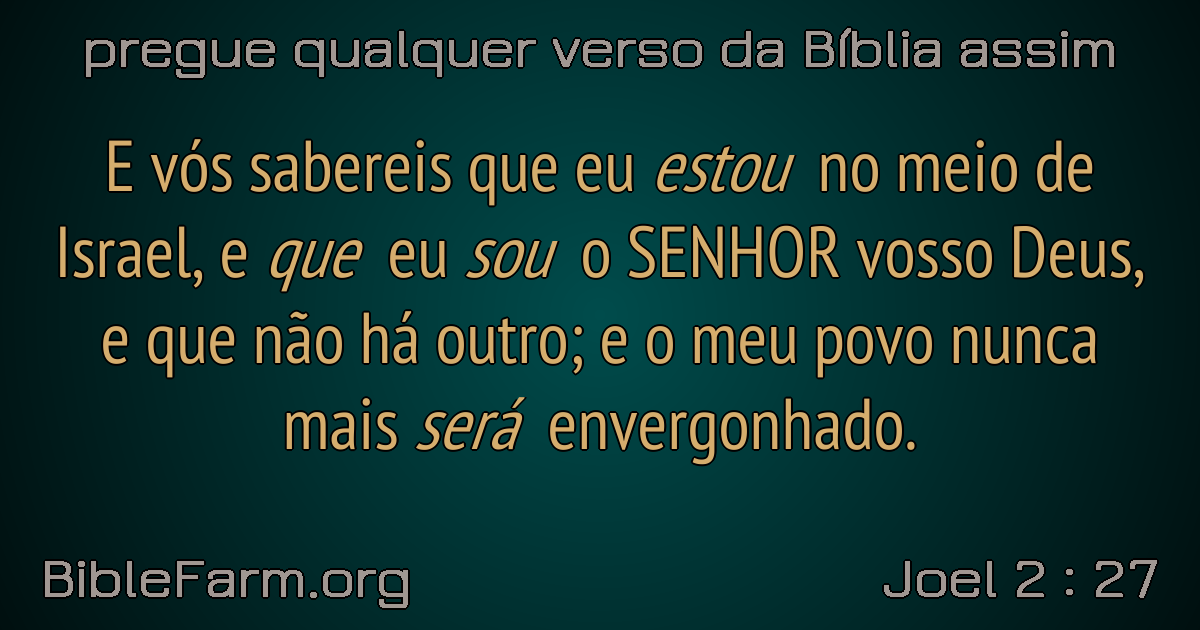 pregue qualquer verso da Bíblia assim
E vós sabereis que eu estou no meio de
Israel, e que eu sou o SENHOR vosso Deus,
e que não há outro; e o meu povo nunca
mais será envergonhado.
BibleFarm.org
Joel 2 : 27